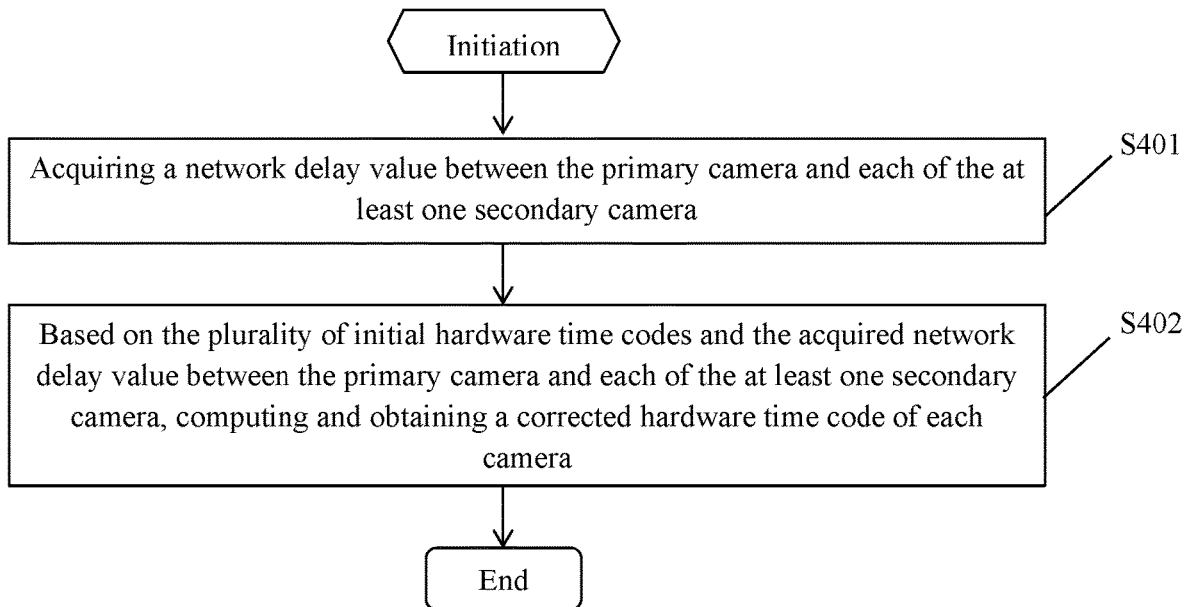 Initiation
S401
Acquiring a network delay value between the primary camera and each of the at
least one secondary camera
S402
Based on the plurality of initial hardware time codes and the acquired network
delay value between the primary camera and each of the at least one secondary
camera, computing and obtaining a corrected hardware time code of each
camera
End